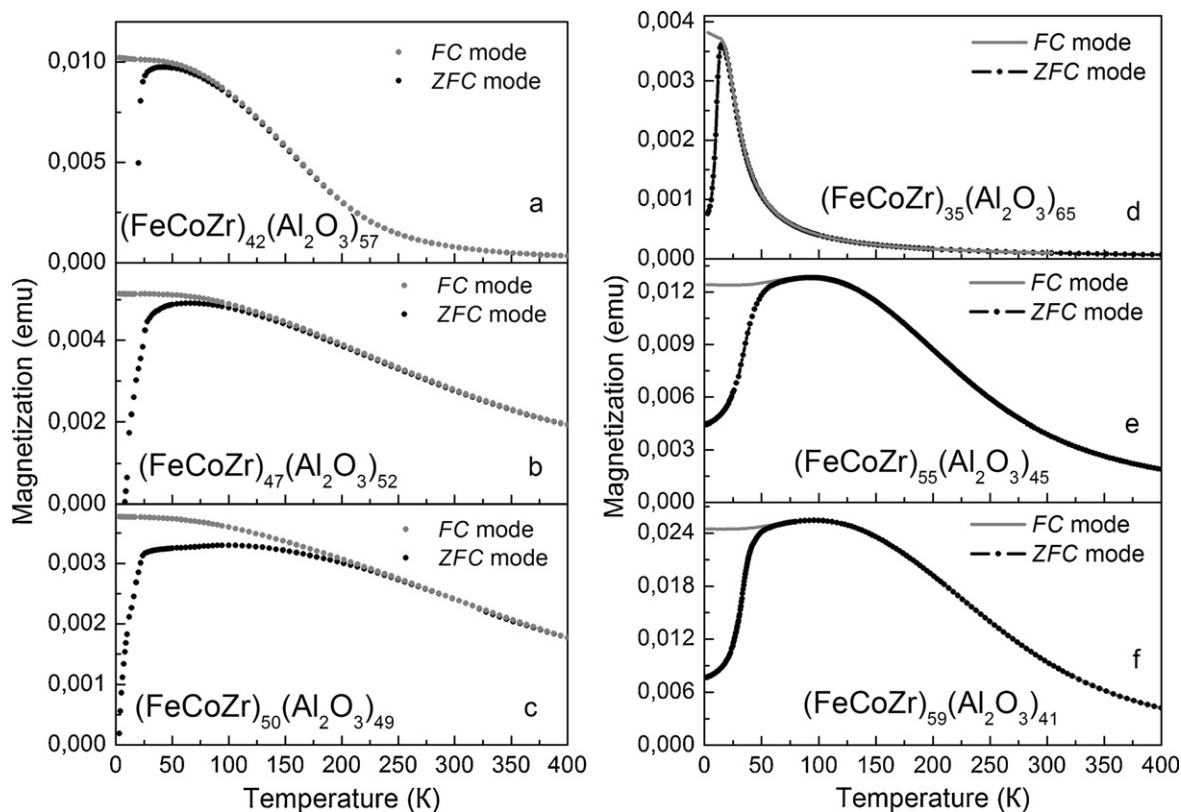 Magnetization (emu)
0,010
0,005
0,000
FC mode
ZFC mode
a
(FeCoZr)42(Al2O3)57
0,006
0,004
0,002
0,000
FC mode
ZFC mode
(FeCoZr)47(Al2O3)52
b
0,003
0,002
0,001
0,000
FC mode
ZFC mode
(FeCoZr)50(Al2O3)49
c
0 50 100 150 200 250 300 350 400
Temperature (K)
Magnetization (emu)
0,004
0,003
0,002
0,001
0,000
FC mode
ZFC mode
(FeCoZr)35(Al2O3)65
d
0,012
0,009
0,006
0,003
0,000
FC mode
ZFC mode
e
(FeCoZr)55(Al2O3)45
0,024
0,018
0,012
0,006
0,000
FC mode
ZFC mode
f
(FeCoZr)59(Al2O3)41
0 50 100 150 200 250 300 350 400
Temperature (K)